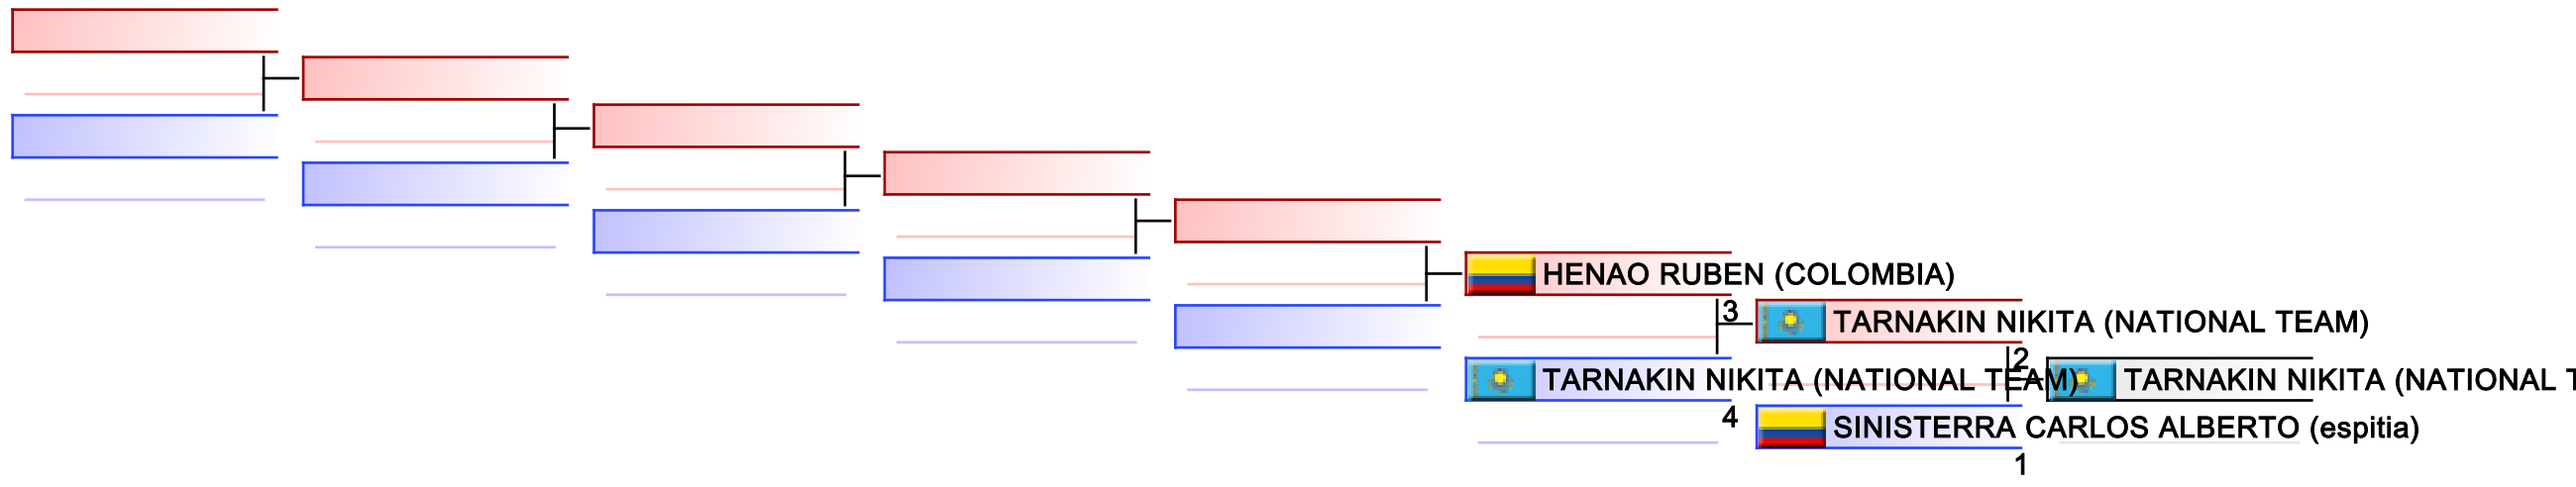 HENAO RUBEN (COLOMBIA)
3
TARNAKIN NIKITA (NATIONAL TEAM)
2
TARNAKIN NIKITA (NATIONAL TEAM)
TARNAKIN NIKITA (NATIONAL T
4
SINISTERRA CARLOS ALBERTO (espitia)
1